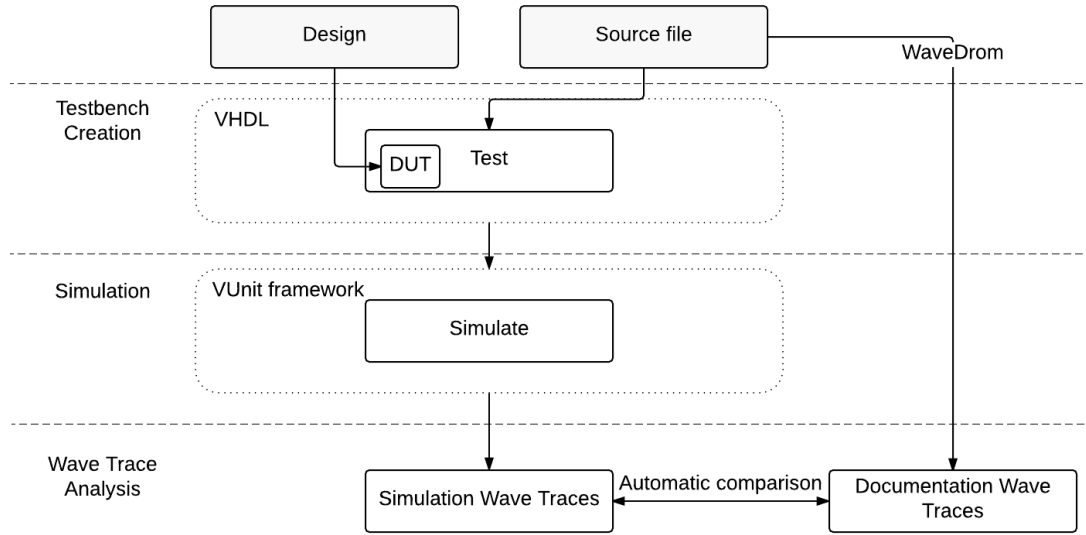 Design
Source file
WaveDrom
Testbench
Creation
VHDL
DUT
Test
Simulation
VUnit framework
Simulate
Wave Trace
Analysis
Simulation Wave Traces
Automatic comparison
Documentation Wave
Traces